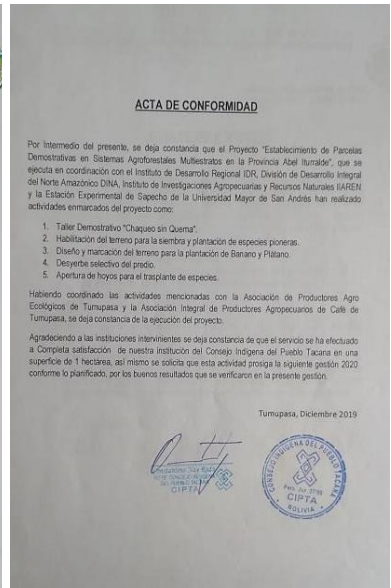 ACTA DE CONFORMIDAD
Por Intermedio del presente, se deja constancia que el Proyecto "Establecimiento de Parcelas
Demostrativas en Sistemas Agroforestales Multiestratos en la Provincia Abel Iturralde", que se
ejecuta en coordinación con el Instituto de Desarrollo Regional IDR, División de Desarrollo Integral
del Norte Amazónico DINA, Instituto de Investigaciones Agropecuarias y Recursos Naturales IIAREN
y la Estación Experimental de Sapecho de la Universidad Mayor de San Andrés han realizado
actividades enmarcados del proyecto como:
1. Taller Demostrativo "Chaqueo sin Quema".
2. Habilitación del terreno para la siembra y plantación de especies pioneras.
3. Diseño y marcación del terreno para la plantación de Banano y Plátano.
4. Desyerbe selectivo del predio.
5. Apertura de hoyos para el trasplante de especies.
Habiendo coordinado las actividades mencionadas con la Asociación de Productores Agro
Ecológicos de Tumupasa y la Asociación Integral de Productores Agropecuarios de Café de
Tumupasa, se deja constancia de la ejecución del proyecto.
Agradeciendo a las instituciones intervinientes se deja constancia de que el servicio se ha efectuado
a Completa satisfacción de nuestra institución del Consejo Indígena del Pueblo Tacana en una
superficie de 1 hectárea, así mismo se solicita que esta actividad prosiga la siguiente gestión 2020
conforme lo planificado, por los buenos resultados que se verificaron en la presente gestión.
Tumupasa, Diciembre 2019
CIPTA
CONSEJO INDIGENA DEL PUEBLO TACANA
CIPTA
BOLIVIA